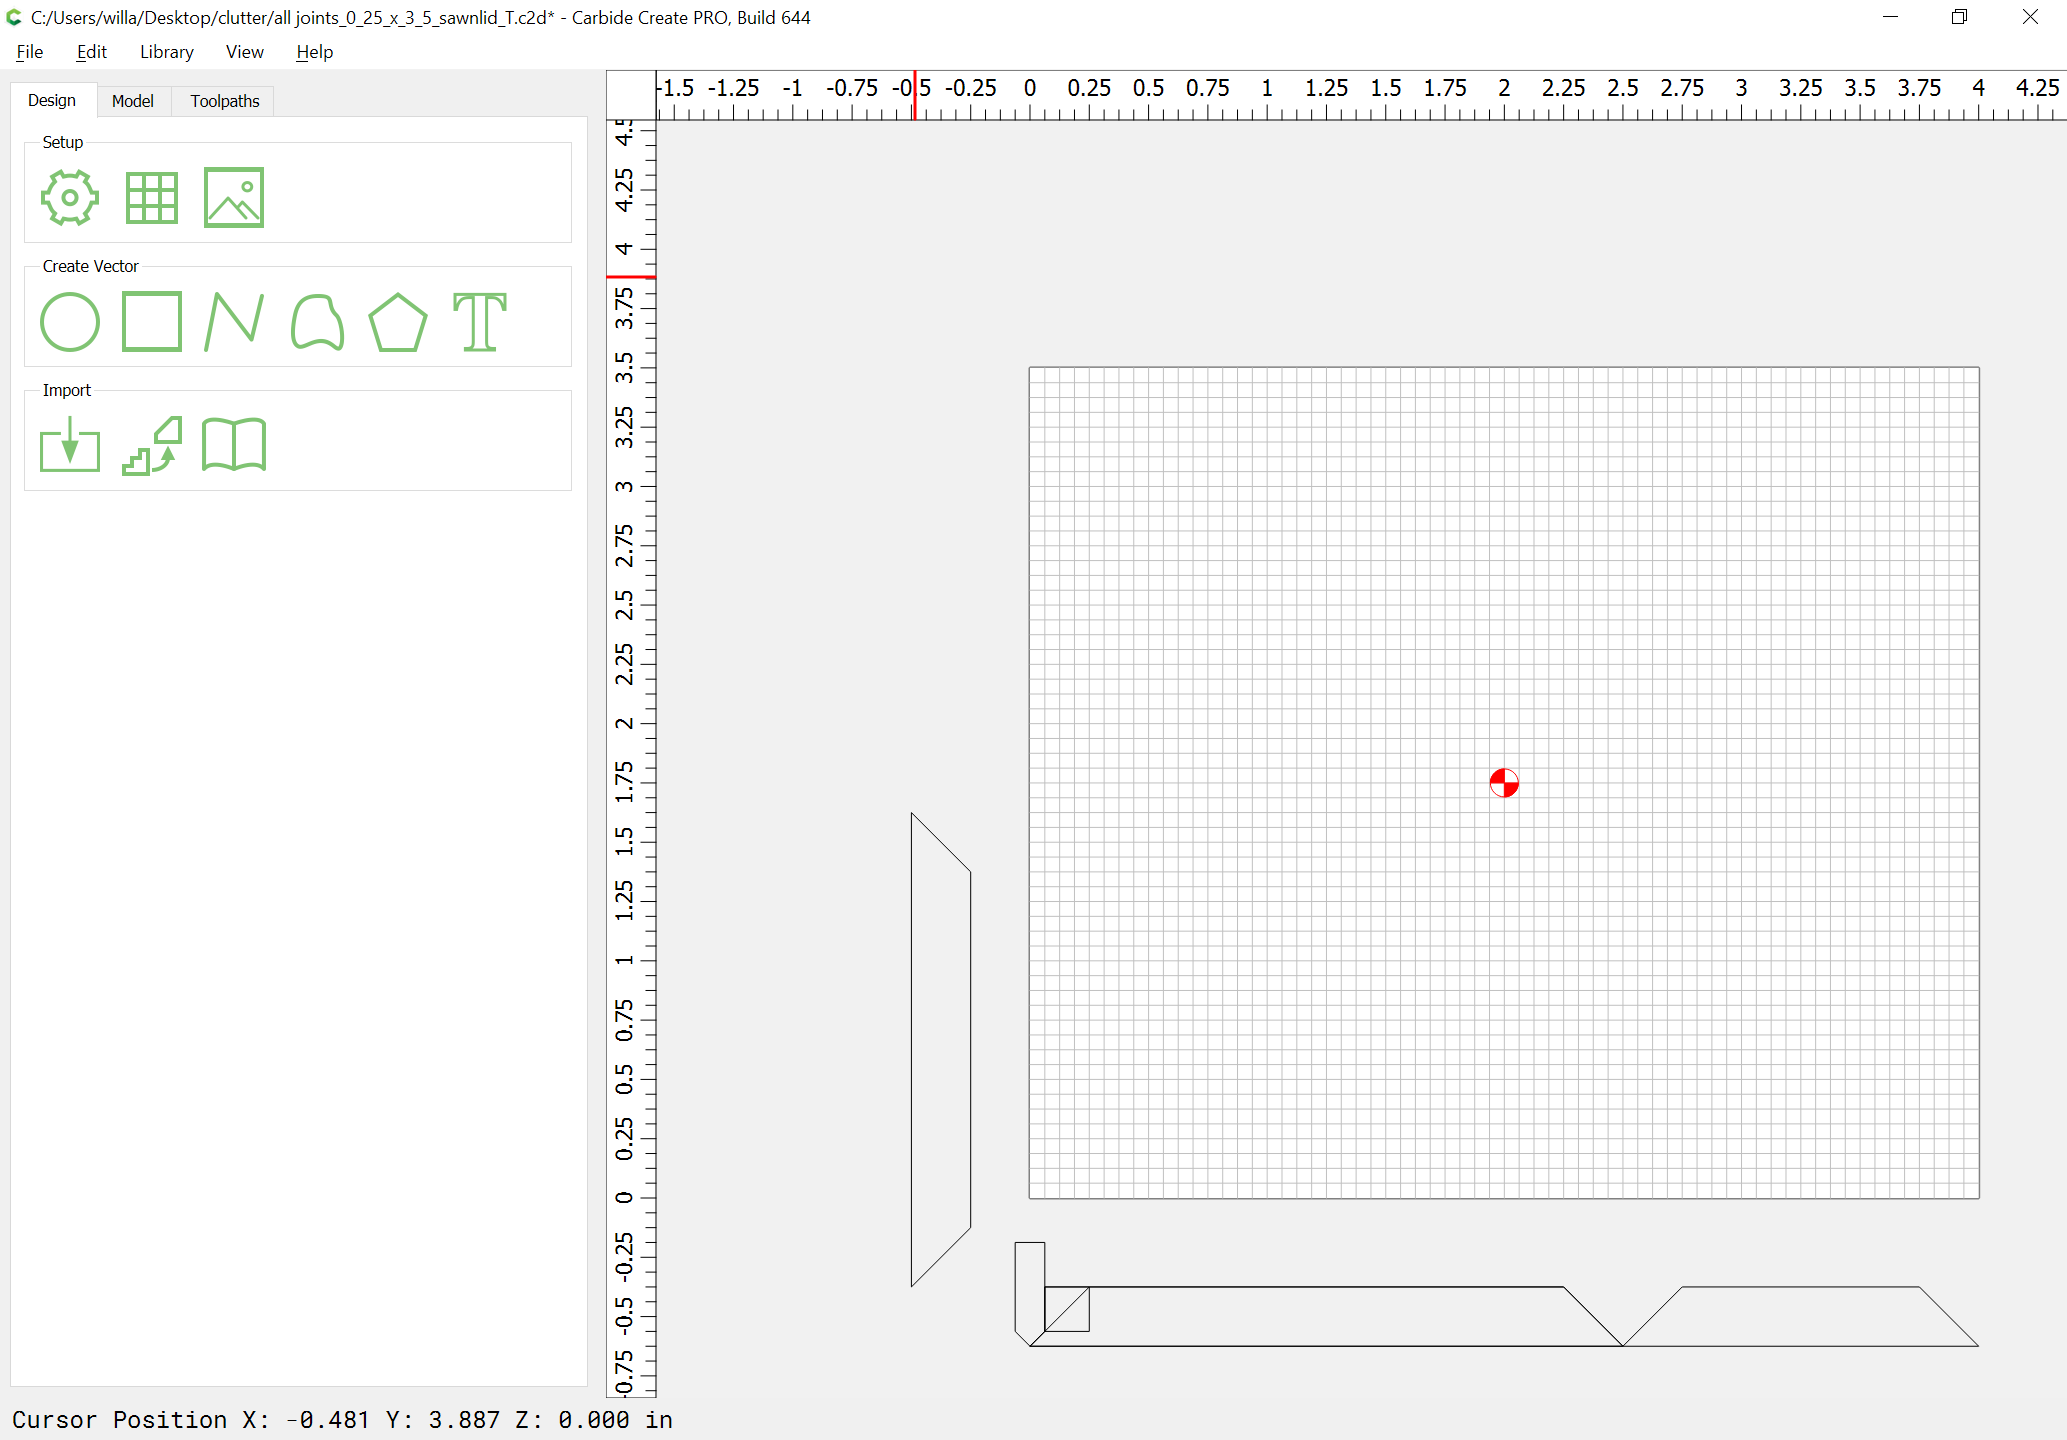 C:/Users/willa/Desktop/clutter/all joints_0_25_x_3_5_sawnlid_T.c2d* - Carbide Create PRO, Build 644
File Edit Library View Help
Design Model Toolpaths
Setup
Create Vector
Import
-1.5 -1.25 -1 -0.75 -0.5 -0.25 0 0.25 0.5 0.75 1 1.25 1.5 1.75 2 2.25 2.5 2.75 3 3.25 3.5 3.75 4 4.25
4.5
4.25
4
3.75
3.5
3.25
3
2.75
2.5
2.25
2
1.75
1.5
1.25
1
0.75
0.5
0.25
0
-0.25
-0.5
-0.75
Cursor Position X: -0.481 Y: 3.887 Z: 0.000 in